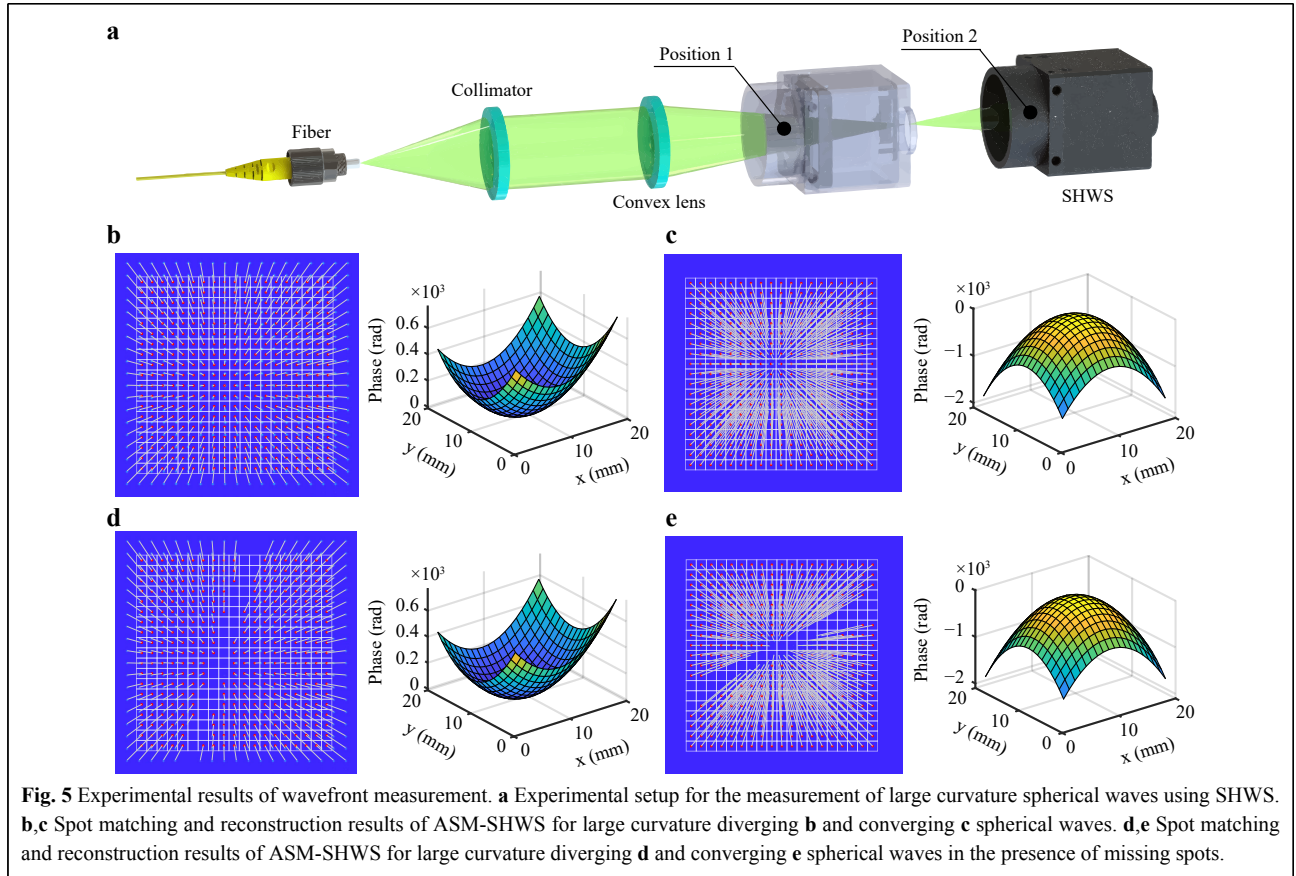 a
Position 1
Position 2
Collimator
Fiber
Convex lens
SHWS
b
×10³
0.6
0.4
0.2
0
Phase (rad)
20
10
0
y (mm)
0
10
20
x (mm)
c
×10³
0
−1
−2
Phase (rad)
20
10
0
y (mm)
0
10
20
x (mm)
d
×10³
0.6
0.4
0.2
0
Phase (rad)
20
10
0
y (mm)
0
10
20
x (mm)
e
×10³
0
−1
−2
Phase (rad)
20
10
0
y (mm)
0
10
20
x (mm)
Fig. 5 Experimental results of wavefront measurement. a Experimental setup for the measurement of large curvature spherical waves using SHWS.
b,c Spot matching and reconstruction results of ASM-SHWS for large curvature diverging b and converging c spherical waves. d,e Spot matching
and reconstruction results of ASM-SHWS for large curvature diverging d and converging e spherical waves in the presence of missing spots.